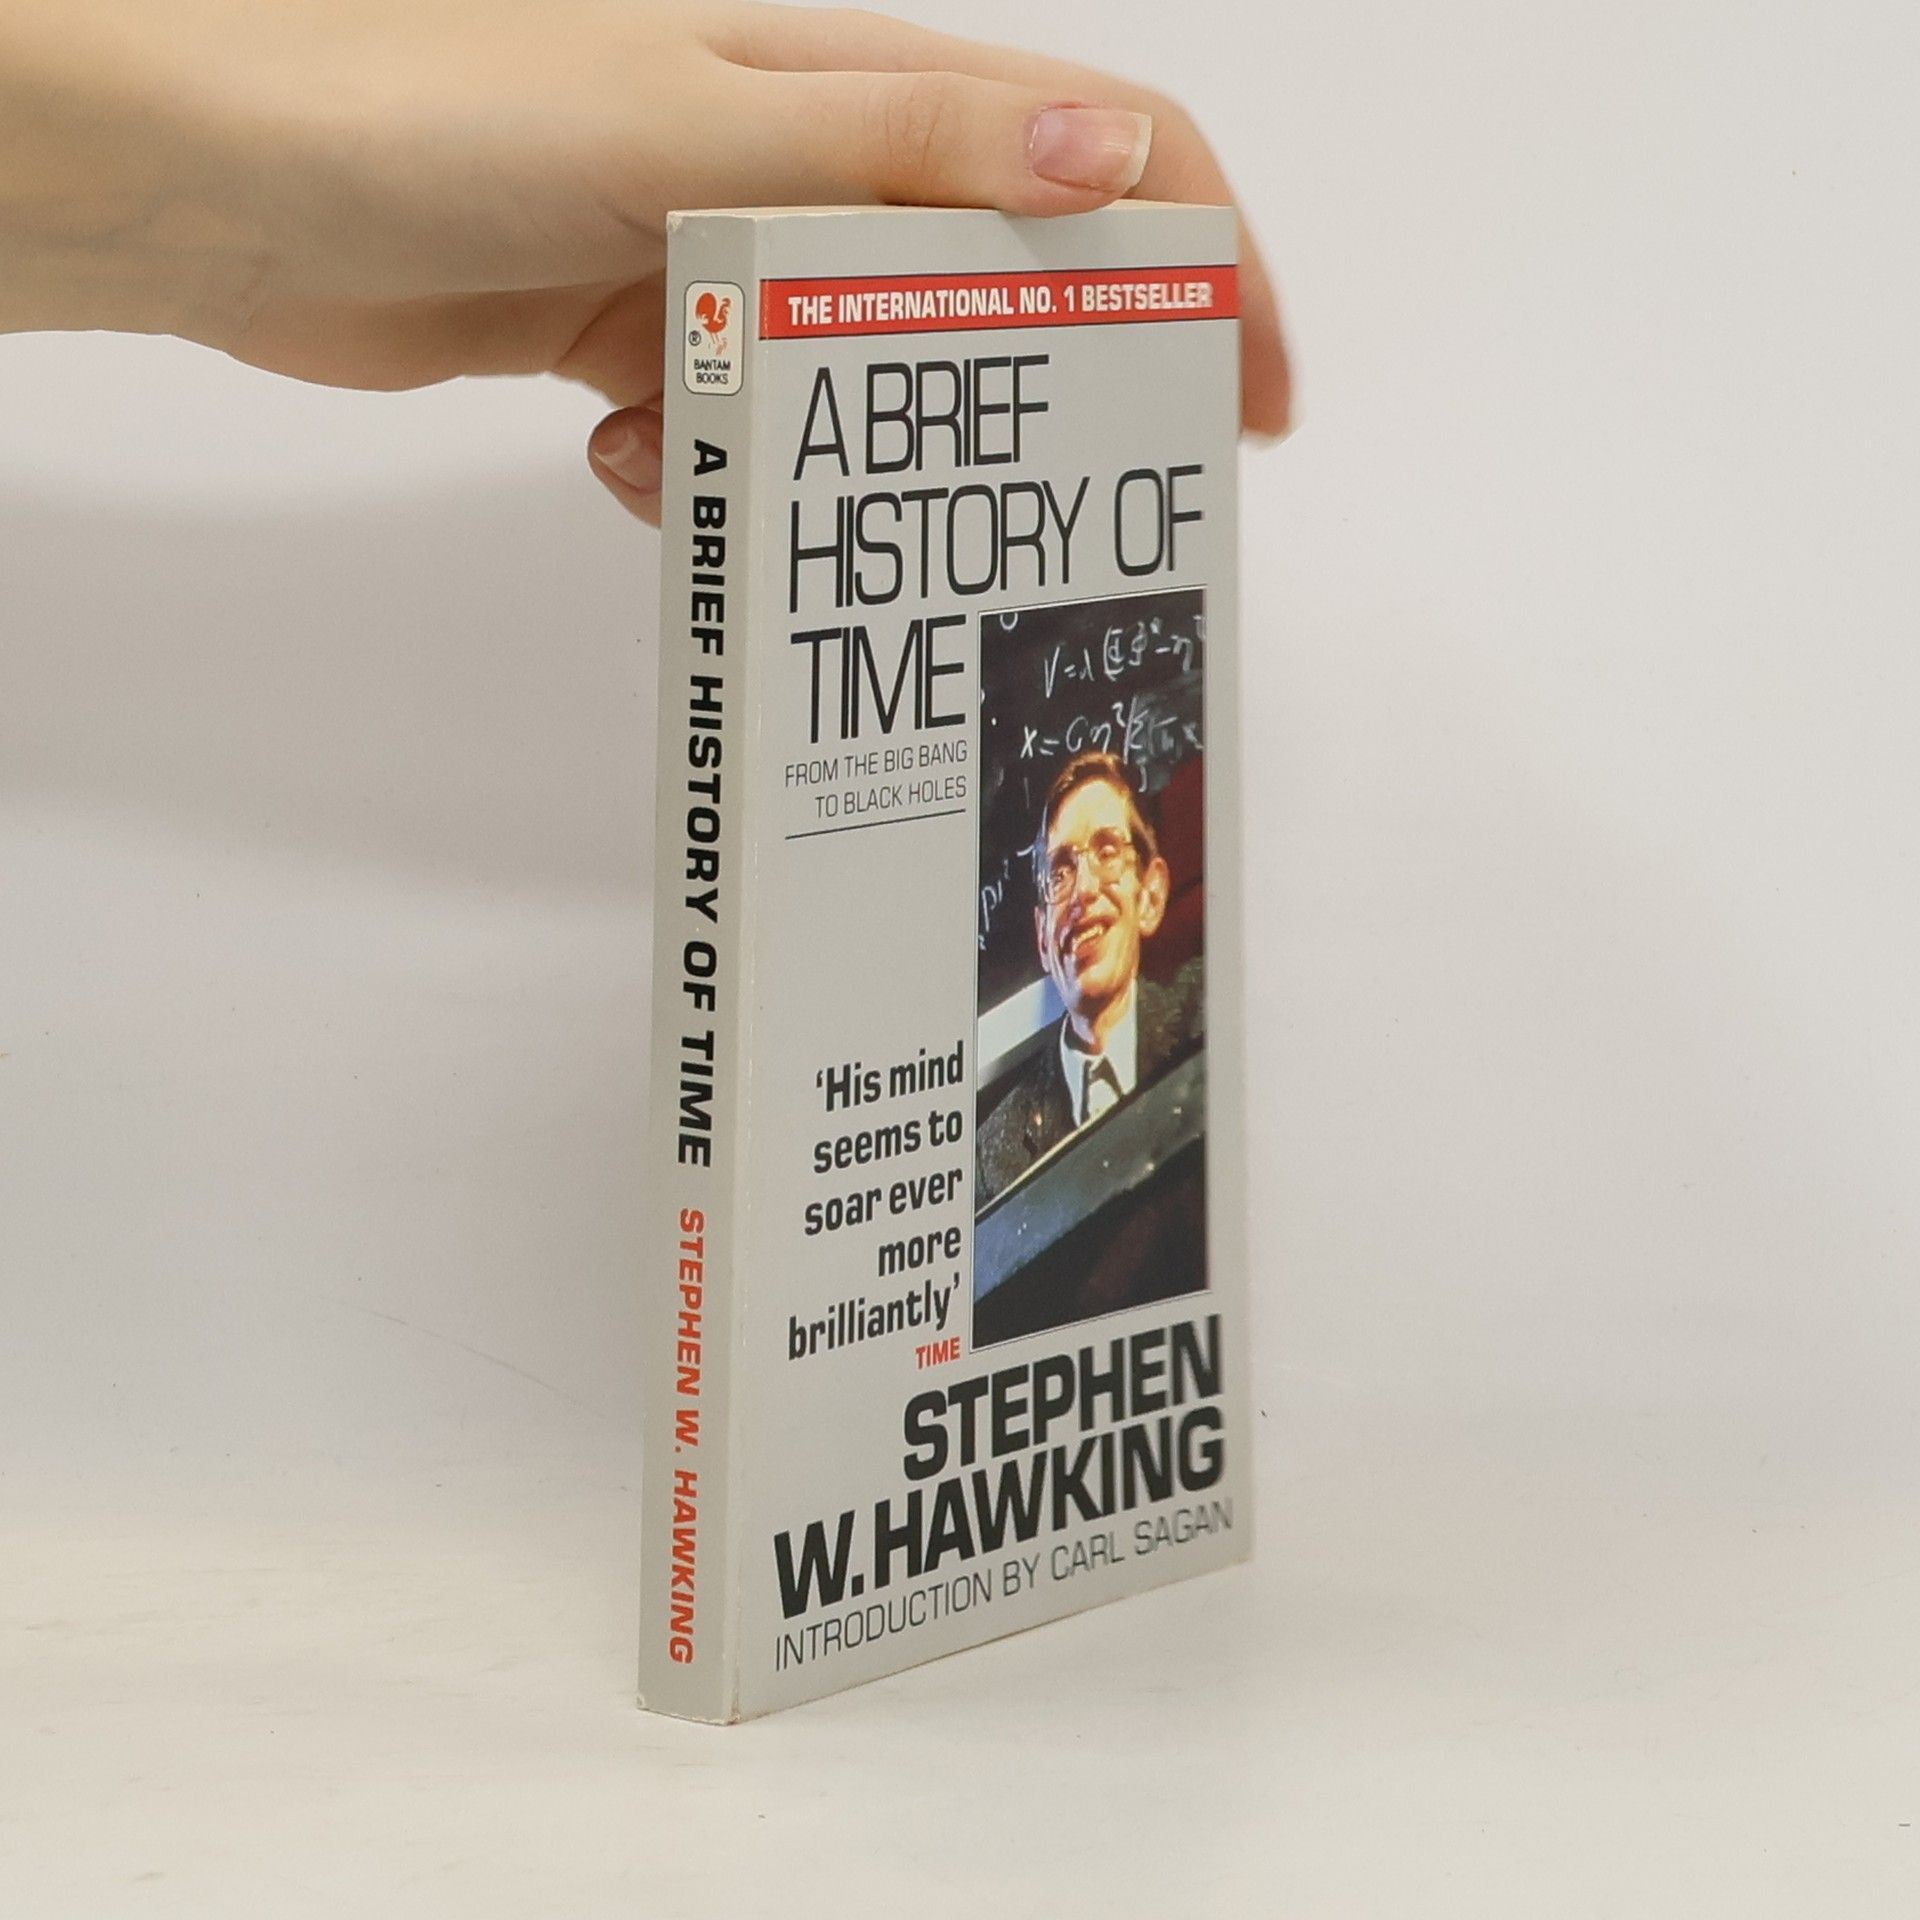 ®
BANTAM
BOOKS
A BRIEF HISTORY OF TIME STEPHEN W. HAWKING
THE INTERNATIONAL NO. 1 BESTSELLER
A BRIEF
HISTORY OF
TIME
FROM THE BIG BANG
TO BLACK HOLES
‘His mind
seems to
soar ever
more
brilliantly’
TIME
STEPHEN
W. HAWKING
INTRODUCTION BY CARL SAGAN